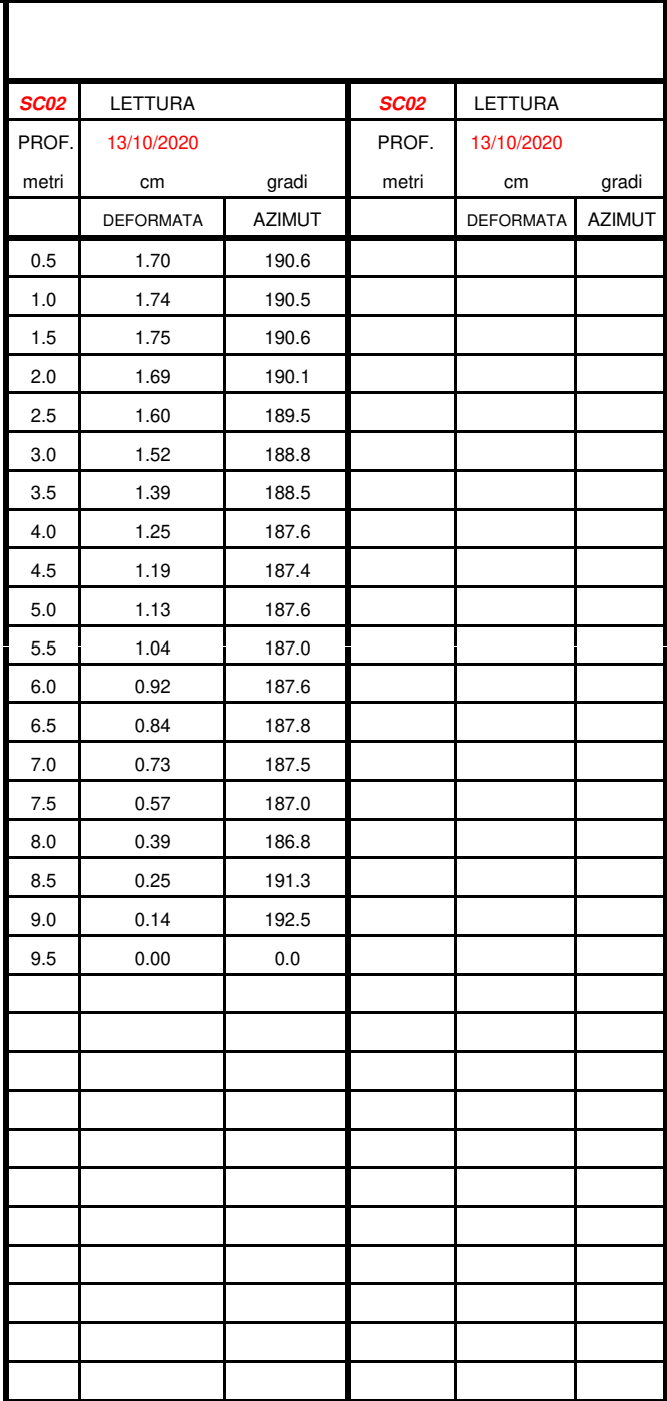 SC02 LETTURA SC02 LETTURA
PROF. 13/10/2020 PROF. 13/10/2020
metri cm gradi metri cm gradi
DEFORMATA AZIMUT DEFORMATA AZIMUT
0.5 1.70 190.6
1.0 1.74 190.5
1.5 1.75 190.6
2.0 1.69 190.1
2.5 1.60 189.5
3.0 1.52 188.8
3.5 1.39 188.5
4.0 1.25 187.6
4.5 1.19 187.4
5.0 1.13 187.6
5.5 1.04 187.0
6.0 0.92 187.6
6.5 0.84 187.8
7.0 0.73 187.5
7.5 0.57 187.0
8.0 0.39 186.8
8.5 0.25 191.3
9.0 0.14 192.5
9.5 0.00 0.0